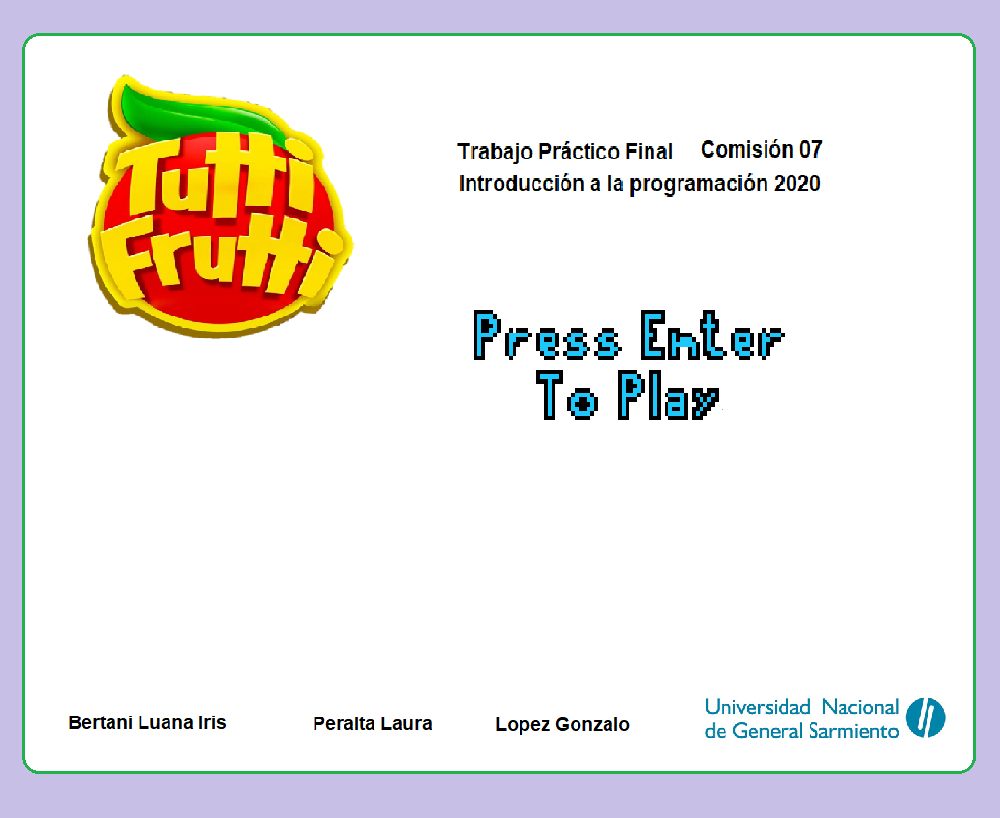 Tutti
Frutti
Trabajo Práctico Final Comisión 07
Introducción a la programación 2020
Press Enter
To Play
Bertani Luana Iris Peralta Laura Lopez Gonzalo
Universidad Nacional
de General Sarmiento